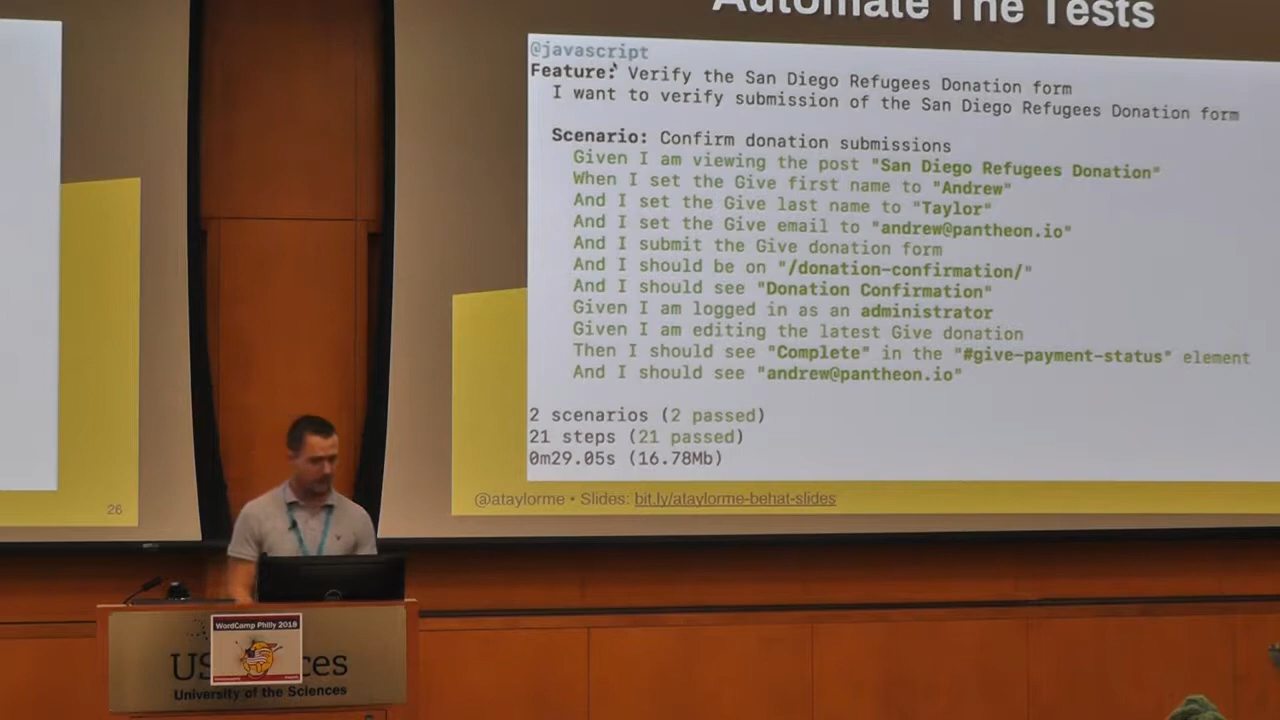 Automate The Tests
@javascript
Feature: Verify the San Diego Refugees Donation form
I want to verify submission of the San Diego Refugees Donation form
Scenario: Confirm donation submissions
Given I am viewing the post "San Diego Refugees Donation"
When I set the Give first name to "Andrew"
And I set the Give last name to "Taylor"
And I set the Give email to "andrew@pantheon.io"
And I submit the Give donation form
And I should be on "/donation-confirmation/"
And I should see "Donation Confirmation"
Given I am logged in as an administrator
Given I am editing the latest Give donation
Then I should see "Complete" in the "#give-payment-status" element
And I should see "andrew@pantheon.io"
2 scenarios (2 passed)
21 steps (21 passed)
0m29.05s (16.78Mb)
@ataylorme • Slides: bit.ly/ataylorme-behat-slides
26
WordCamp Philly 2018
University of the Sciences